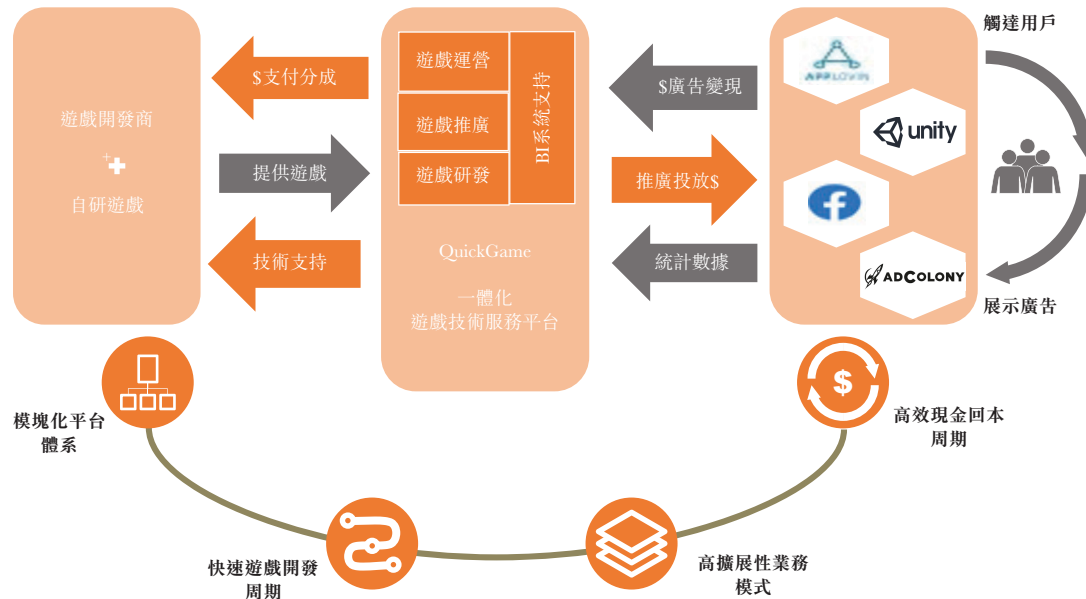 遊戲開發商
自研遊戲
$支付分成
提供遊戲
技術支持
遊戲運營
遊戲推廣
遊戲研發
BI系統支持
QuickGame
一體化
遊戲技術服務平台
$廣告變現
推廣投放$
統計數據
APPLOVIN
unity
f
ADCOLONY
觸達用戶
展示廣告
模塊化平台
體系
快速遊戲開發
周期
高擴展性業務
模式
$
高效現金回本
周期